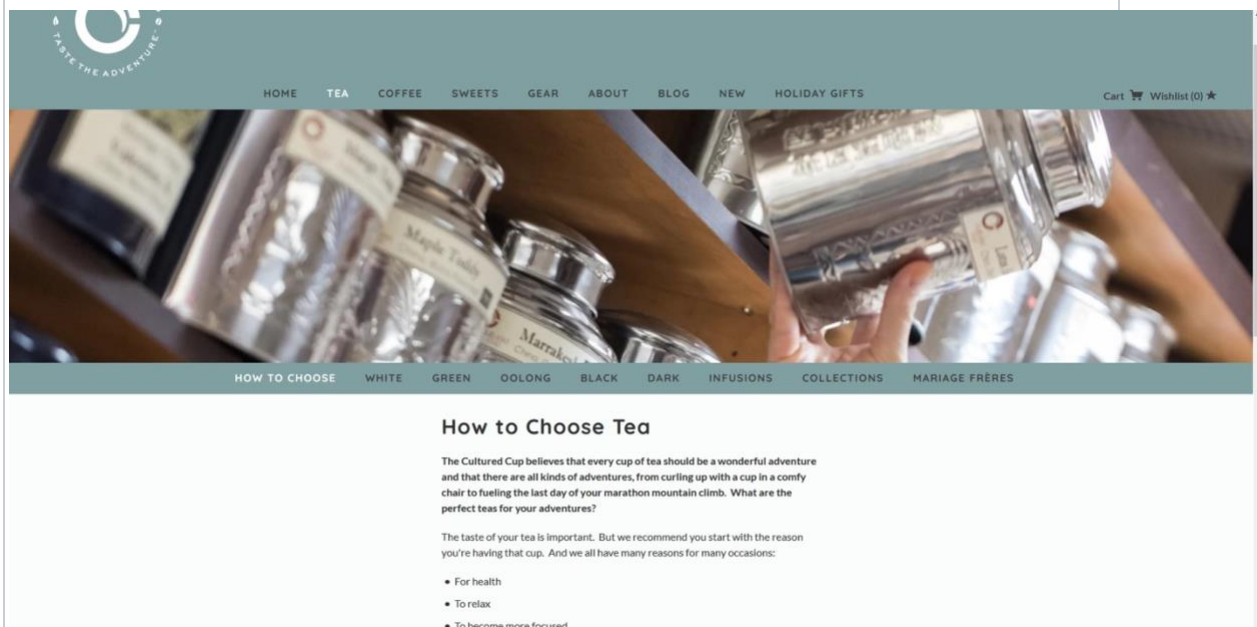 TASTE THE ADVENTURE
HOME TEA COFFEE SWEETS GEAR ABOUT BLOG NEW HOLIDAY GIFTS
Cart Wishlist (0)
Maple Taddy
HOW TO CHOOSE WHITE GREEN OOLONG BLACK DARK INFUSIONS COLLECTIONS MARIAGE FRÈRES
How to Choose Tea
The Cultured Cup believes that every cup of tea should be a wonderful adventure
and that there are all kinds of adventures, from curling up with a cup in a comfy
chair to fueling the last day of your marathon mountain climb. What are the
perfect teas for your adventures?
The taste of your tea is important. But we recommend you start with the reason
you're having that cup. And we all have many reasons for many occasions:
• For health
• To relax
• To become more focused